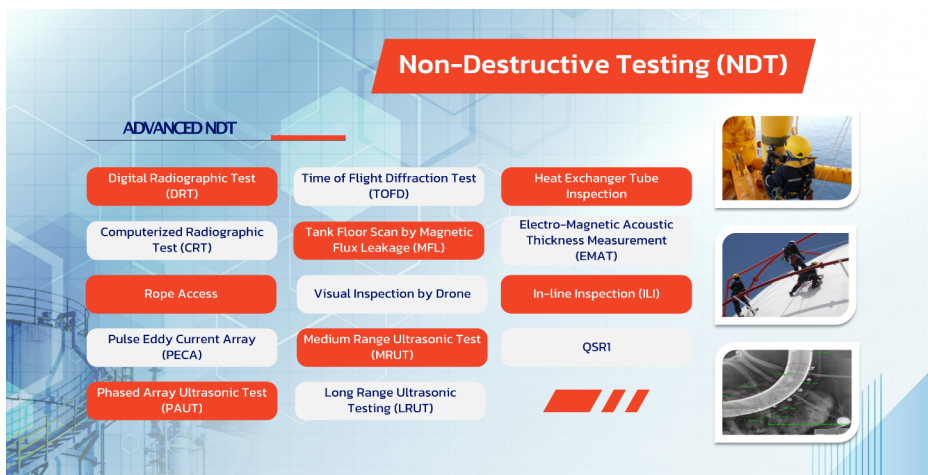 Non-Destructive Testing (NDT)
ADVANCED NDT
Digital Radiographic Test
(DRT)
Computerized Radiographic
Test (CRT)
Rope Access
Pulse Eddy Current Array
(PECA)
Phased Array Ultrasonic Test
(PAUT)
Time of Flight Diffraction Test
(TOFD)
Tank Floor Scan by Magnetic
Flux Leakage (MFL)
Visual Inspection by Drone
Medium Range Ultrasonic Test
(MRUT)
Long Range Ultrasonic
Testing (LRUT)
Heat Exchanger Tube
Inspection
Electro-Magnetic Acoustic
Thickness Measurement
(EMAT)
In-line Inspection (ILI)
QSR1